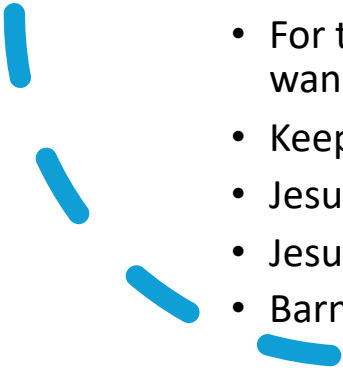 • For t
wan
• Keep
• Jesu
• Jesu
• Barn